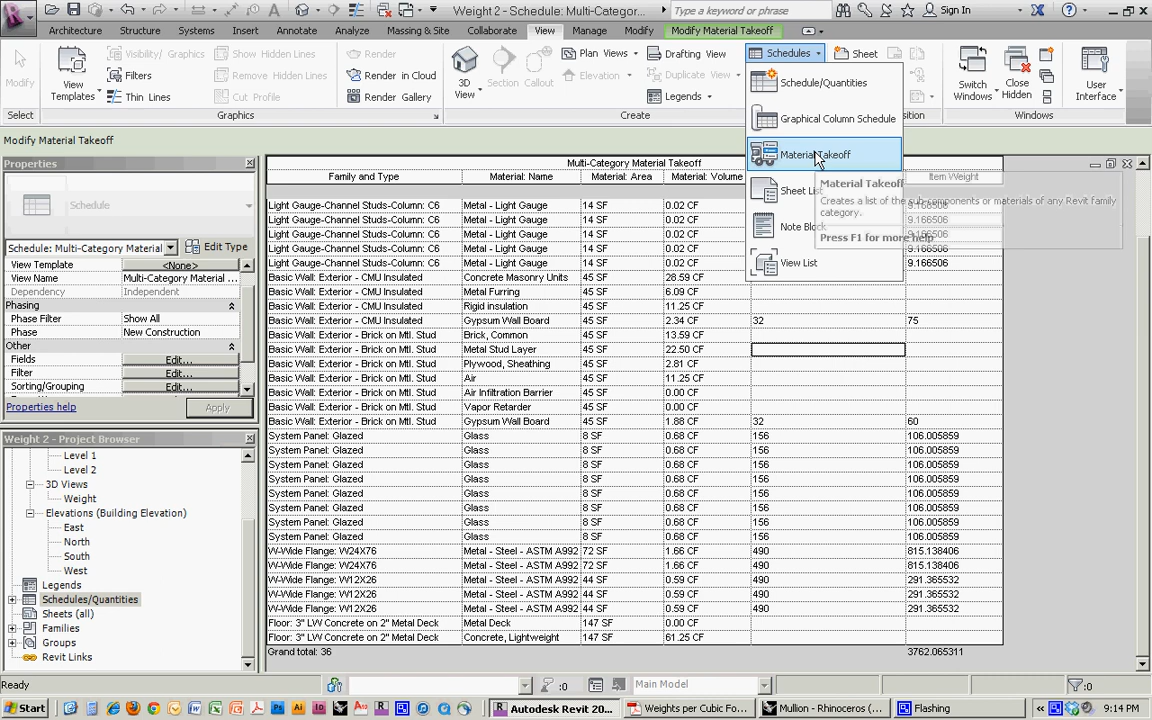 Weight 2 - Schedule: Multi-Categor...
Type a keyword or phrase
Sign In
Architecture Structure Systems Insert Annotate Analyze Massing & Site Collaborate View Manage Modify Modify Material Takeoff
Modify
Select
View Templates
Visibility/ Graphics
Filters
Thin Lines
Show Hidden Lines
Remove Hidden Lines
Cut Profile
Graphics
Render
Render in Cloud
Render Gallery
3D View
Section
Callout
Plan Views
Elevation
Drafting View
Duplicate View
Legends
Create
Schedules
Sheet
Switch Windows
Close Hidden
Windows
User Interface
Schedule/Quantities
Graphical Column Schedule
Material Takeoff
Sheet List
Note Block
View List
Material Takeoff
Creates a list of the sub-components or materials of any Revit family category.
Press F1 for more help
Modify Material Takeoff
Properties
Schedule
Schedule: Multi-Category Material
Edit Type
View Template <None>
View Name Multi-Category Material ...
Dependency Independent
Phasing
Phase Filter Show All
Phase New Construction
Other
Fields Edit...
Filter Edit...
Sorting/Grouping Edit...
Properties help
Apply
Weight 2 - Project Browser
Level 1
Level 2
3D Views
Weight
Elevations (Building Elevation)
East
North
South
West
Legends
Schedules/Quantities
Sheets (all)
Families
Groups
Revit Links
Multi-Category Material Takeoff
Family and Type Material: Name Material: Area Material: Volume Item Weight
Light Gauge-Channel Studs-Column: C6 Metal - Light Gauge 14 SF 0.02 CF 9.166506
Light Gauge-Channel Studs-Column: C6 Metal - Light Gauge 14 SF 0.02 CF 9.166506
Light Gauge-Channel Studs-Column: C6 Metal - Light Gauge 14 SF 0.02 CF 9.166506
Light Gauge-Channel Studs-Column: C6 Metal - Light Gauge 14 SF 0.02 CF 9.166506
Light Gauge-Channel Studs-Column: C6 Metal - Light Gauge 14 SF 0.02 CF 9.166506
Basic Wall: Exterior - CMU Insulated Concrete Masonry Units 45 SF 28.59 CF
Basic Wall: Exterior - CMU Insulated Metal Furring 45 SF 6.09 CF
Basic Wall: Exterior - CMU Insulated Rigid insulation 45 SF 11.25 CF
Basic Wall: Exterior - CMU Insulated Gypsum Wall Board 45 SF 2.34 CF 32 75
Basic Wall: Exterior - Brick on Mtl. Stud Brick, Common 45 SF 13.59 CF
Basic Wall: Exterior - Brick on Mtl. Stud Metal Stud Layer 45 SF 22.50 CF
Basic Wall: Exterior - Brick on Mtl. Stud Plywood, Sheathing 45 SF 2.81 CF
Basic Wall: Exterior - Brick on Mtl. Stud Air 45 SF 11.25 CF
Basic Wall: Exterior - Brick on Mtl. Stud Air Infiltration Barrier 45 SF 0.00 CF
Basic Wall: Exterior - Brick on Mtl. Stud Vapor Retarder 45 SF 0.00 CF
Basic Wall: Exterior - Brick on Mtl. Stud Gypsum Wall Board 45 SF 1.88 CF 32 60
System Panel: Glazed Glass 8 SF 0.68 CF 156 106.005859
System Panel: Glazed Glass 8 SF 0.68 CF 156 106.005859
System Panel: Glazed Glass 8 SF 0.68 CF 156 106.005859
System Panel: Glazed Glass 8 SF 0.68 CF 156 106.005859
System Panel: Glazed Glass 8 SF 0.68 CF 156 106.005859
System Panel: Glazed Glass 8 SF 0.68 CF 156 106.005859
System Panel: Glazed Glass 8 SF 0.68 CF 156 106.005859
System Panel: Glazed Glass 8 SF 0.68 CF 156 106.005859
W-Wide Flange: W24X76 Metal - Steel - ASTM A992 72 SF 1.66 CF 490 815.138406
W-Wide Flange: W24X76 Metal - Steel - ASTM A992 72 SF 1.66 CF 490 815.138406
W-Wide Flange: W12X26 Metal - Steel - ASTM A992 44 SF 0.59 CF 490 291.365532
W-Wide Flange: W12X26 Metal - Steel - ASTM A992 44 SF 0.59 CF 490 291.365532
W-Wide Flange: W12X26 Metal - Steel - ASTM A992 44 SF 0.59 CF 490 291.365532
Floor: 3" LW Concrete on 2" Metal Deck Metal Deck 147 SF 0.00 CF
Floor: 3" LW Concrete on 2" Metal Deck Concrete, Lightweight 147 SF 61.25 CF
Grand total: 36 3762.065311
Ready
:0
Main Model
:0
Start
Autodesk Revit 20...
Weights per Cubic Fo...
Mullion - Rhinoceros (...
Flashing
9:14 PM